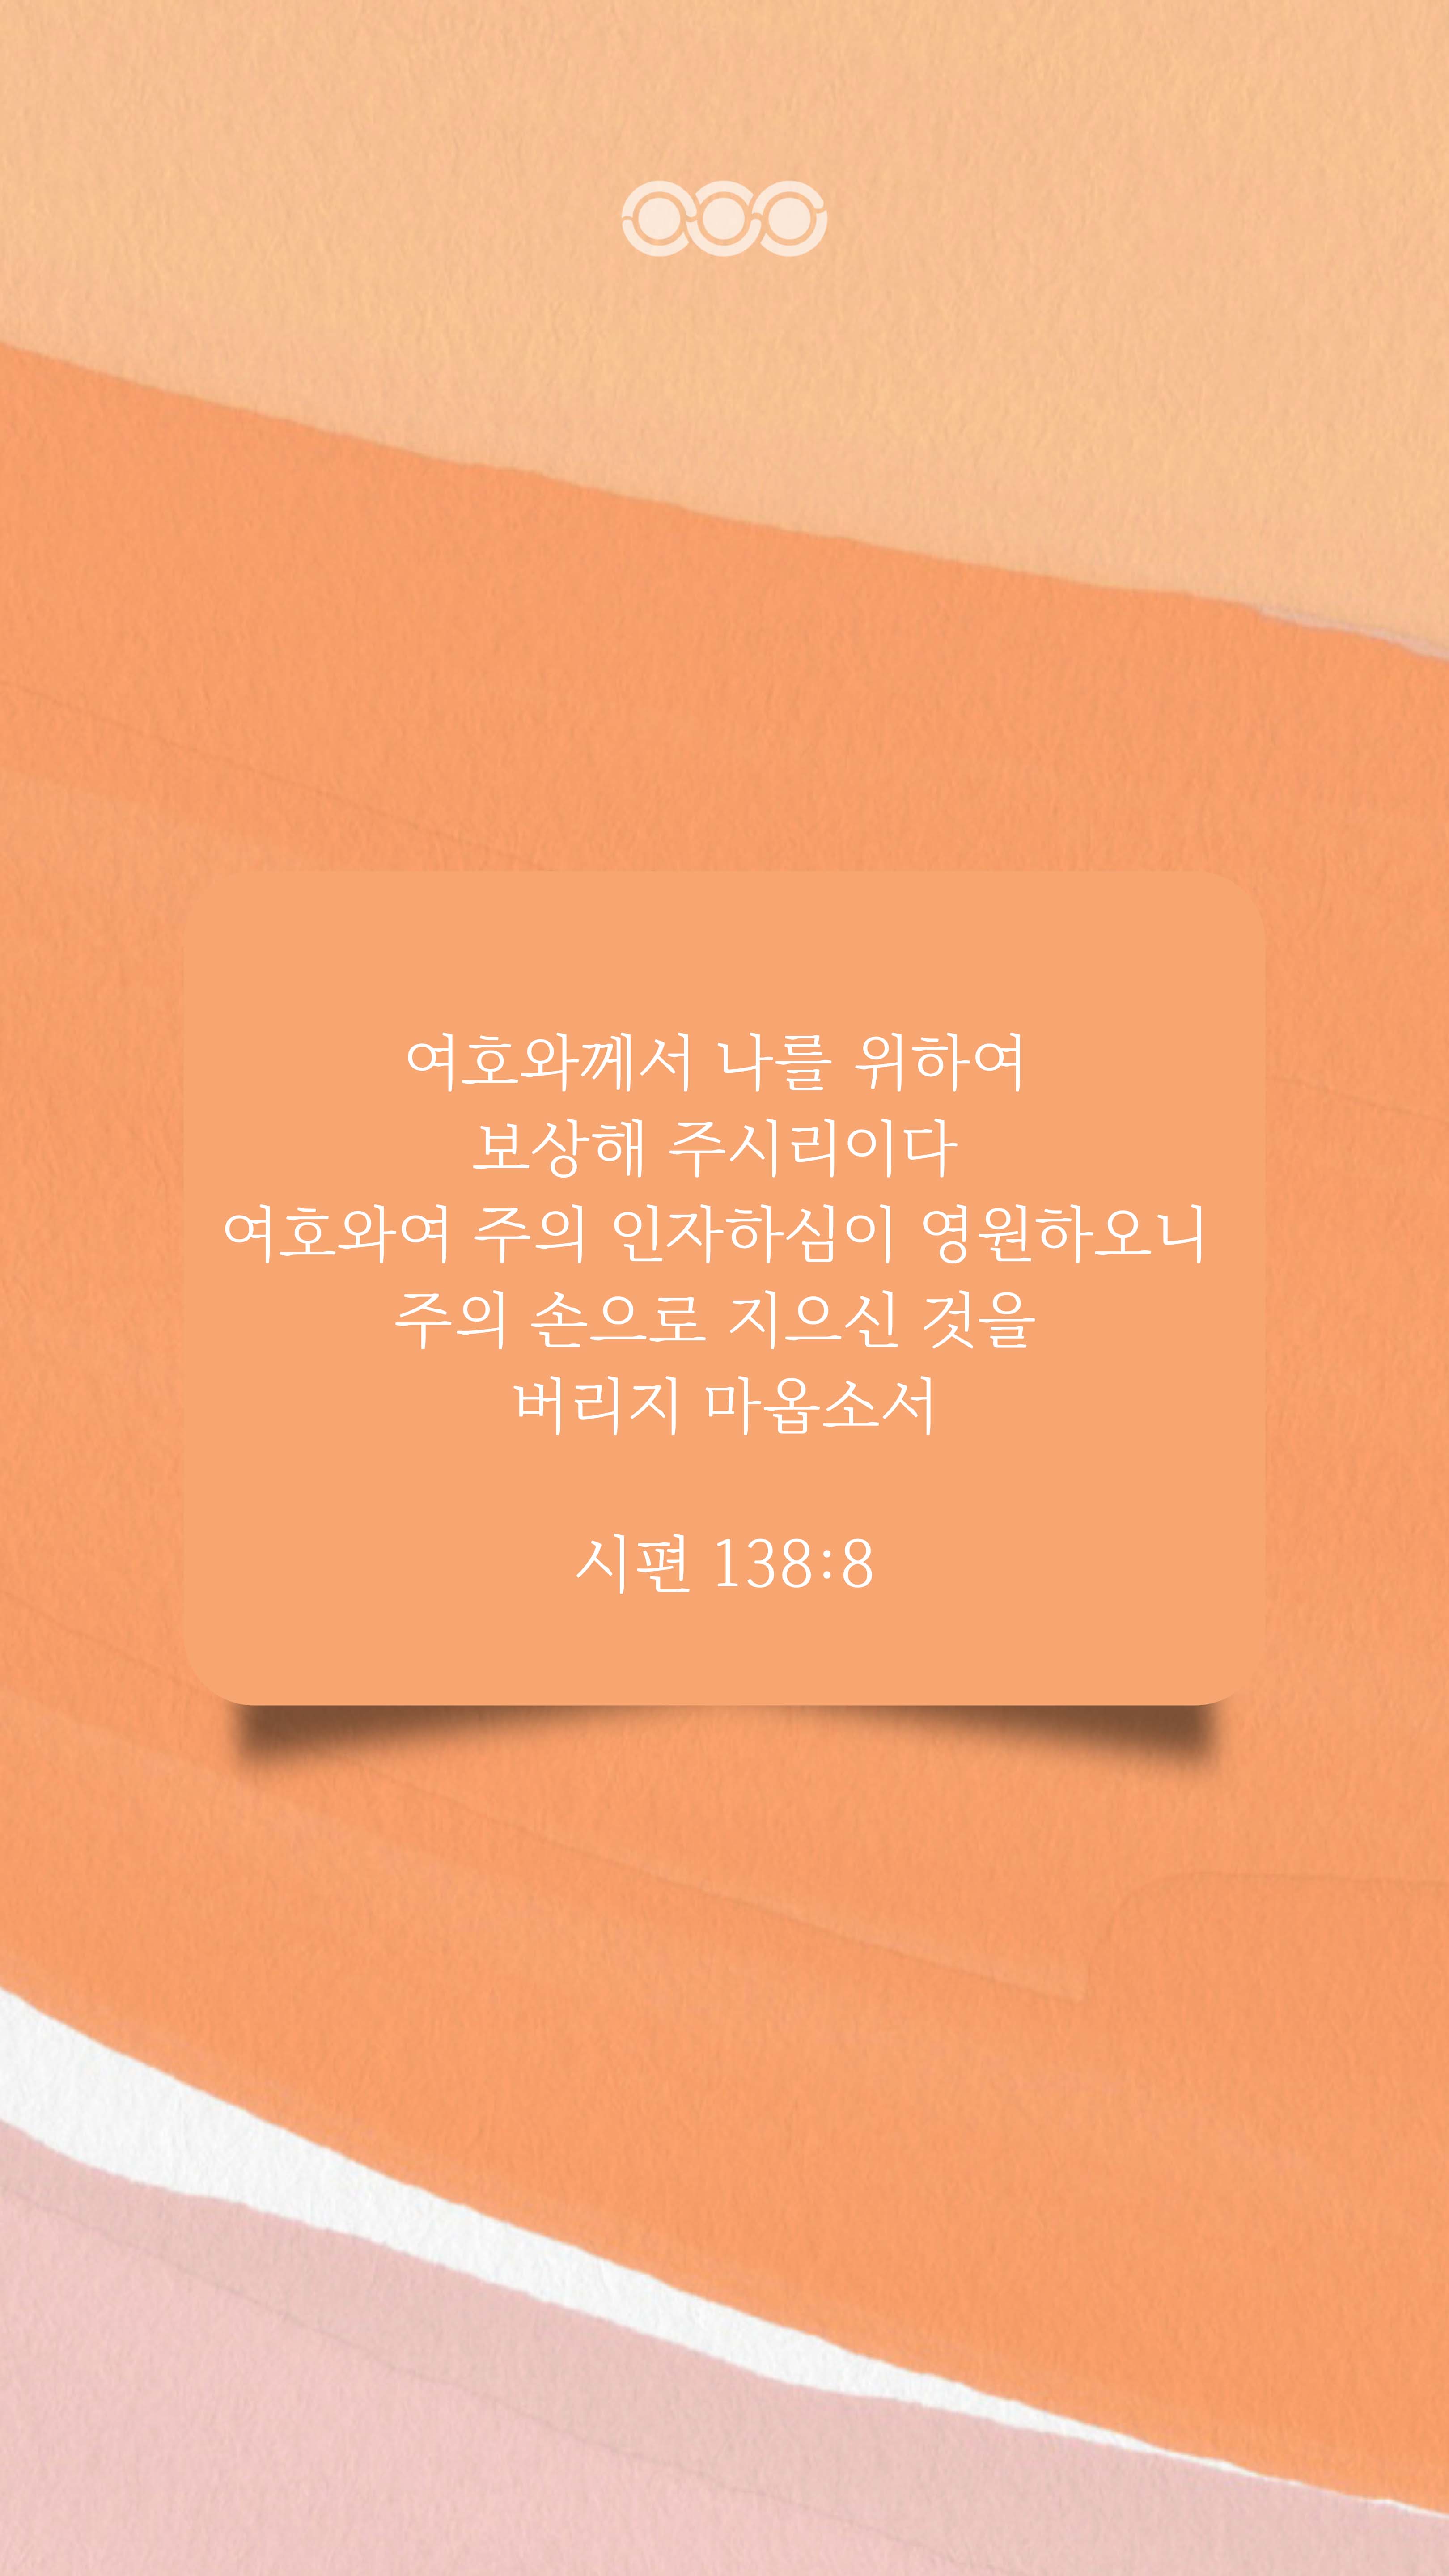 여호와께서 나를 위하여
보상해 주시리이다
여호와여 주의 인자하심이 영원하오니
주의 손으로 지으신 것을
버리지 마옵소서
시편 138:8